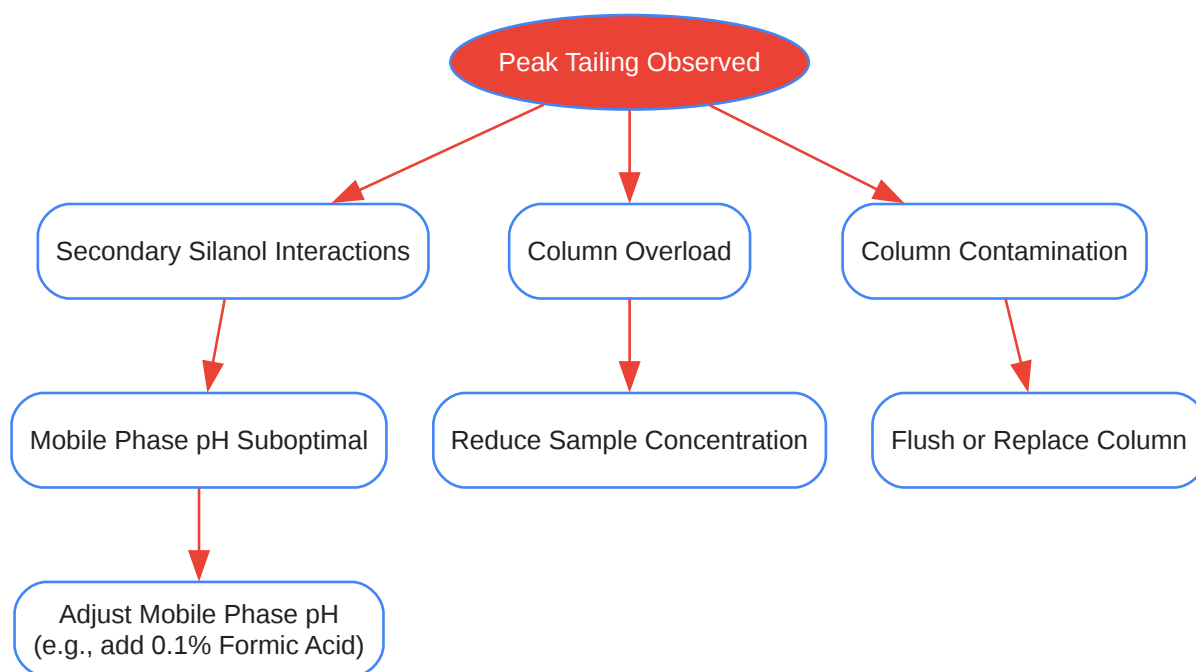 Peak Tailing Observed
Secondary Silanol Interactions
Column Overload
Column Contamination
Mobile Phase pH Suboptimal
Reduce Sample Concentration
Flush or Replace Column
Adjust Mobile Phase pH
(e.g., add 0.1% Formic Acid)